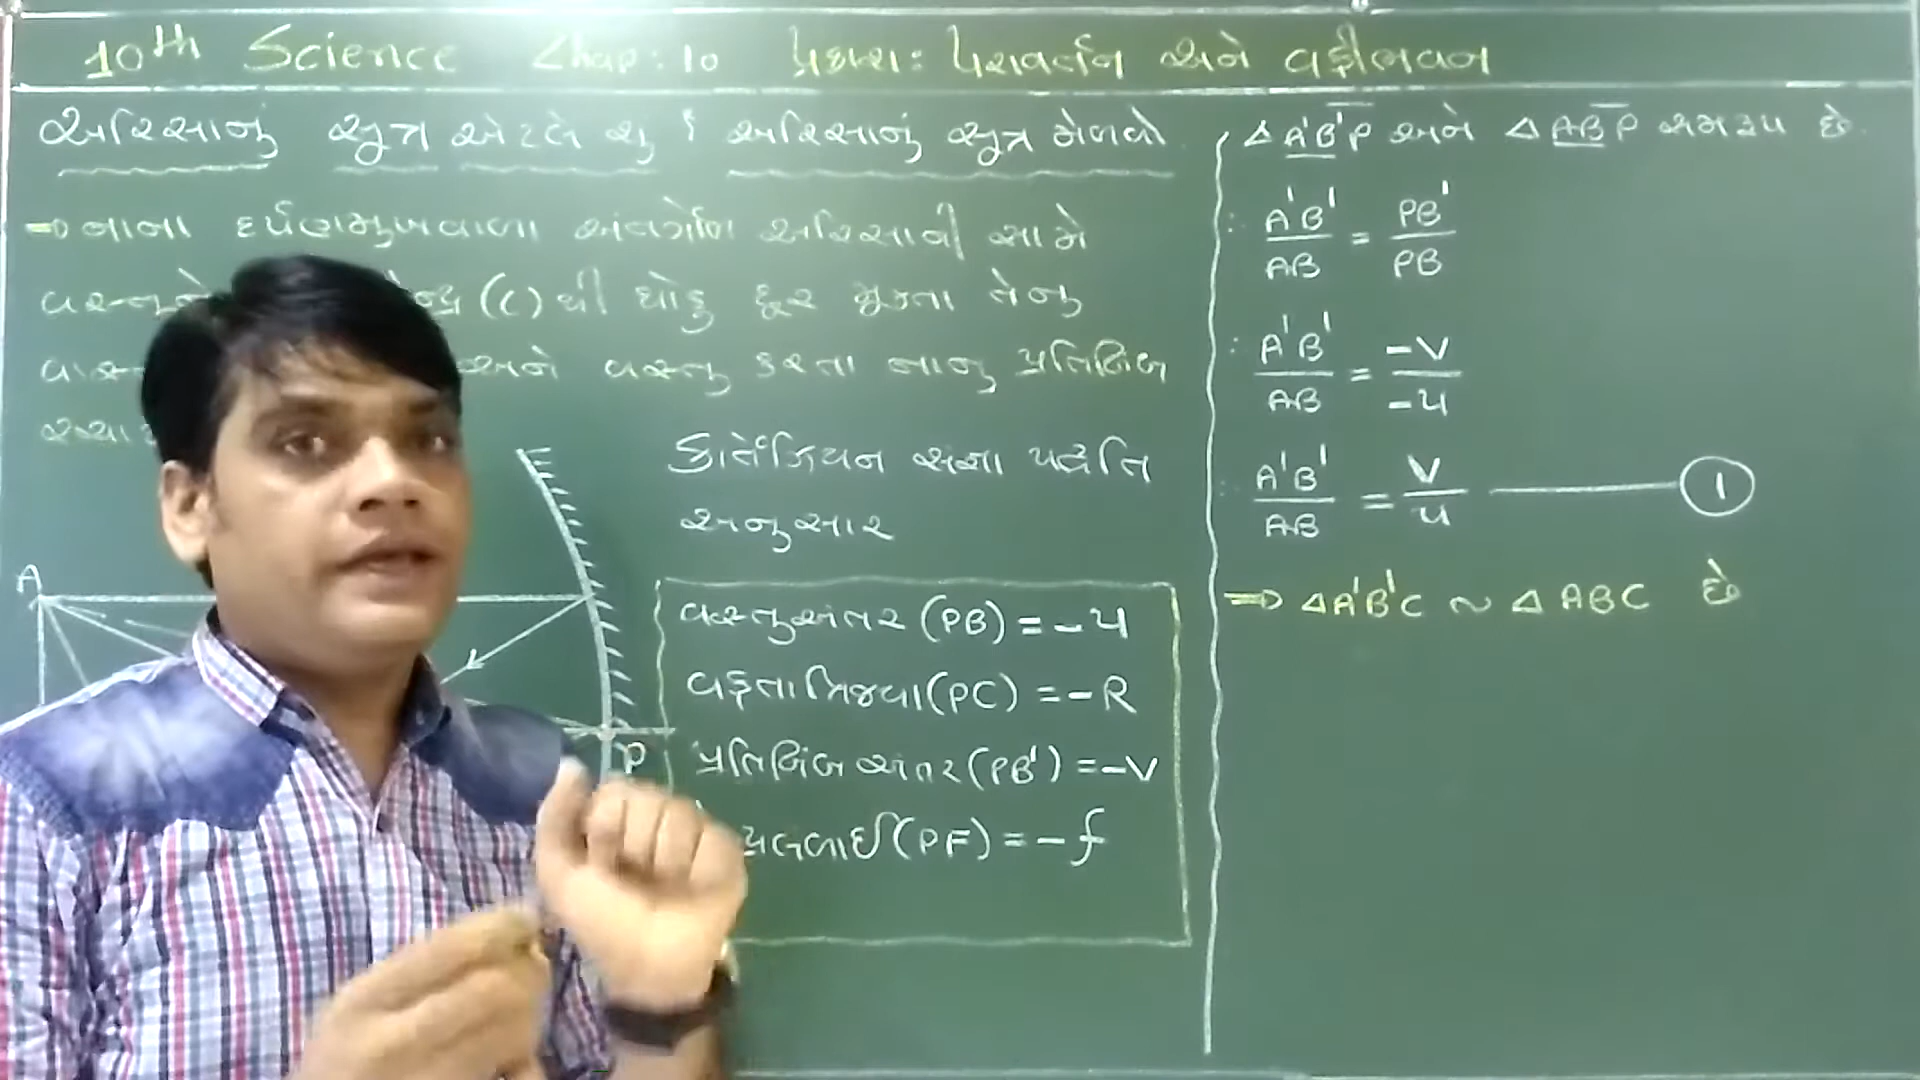 10th Science Chap: 10 પ્રકાશ: પરાવર્તન અને વક્રીભવન
અરિસાનું સુત્ર એટલે શુ ? અરિસાનું સુત્ર મેળવો.
⇒ નાના દર્પણમુખવાળા અંતર્ગોળ અરિસાની સામે
(C) થી થોડુ દૂર મુકતા તેનુ
અને વસ્તુ કરતા નાનુ પ્રતિબિંબ
કાર્તેઝિયન સંજ્ઞા પધ્ધતિ
અનુસાર
A
P
વસ્તુઅંતર (PB) = -u
વક્રતાત્રિજ્યા (PC) = -R
પ્રતિબિંબ અંતર (PB') = -v
(PF) = -f
Δ A'B'P અને Δ ABP સમરૂપ છે.
∴ A'B'/AB = PB'/PB
∴ A'B'/AB = -v/-u
∴ A'B'/AB = v/u ① 
⇒ ΔA'B'C ~ Δ ABC છે